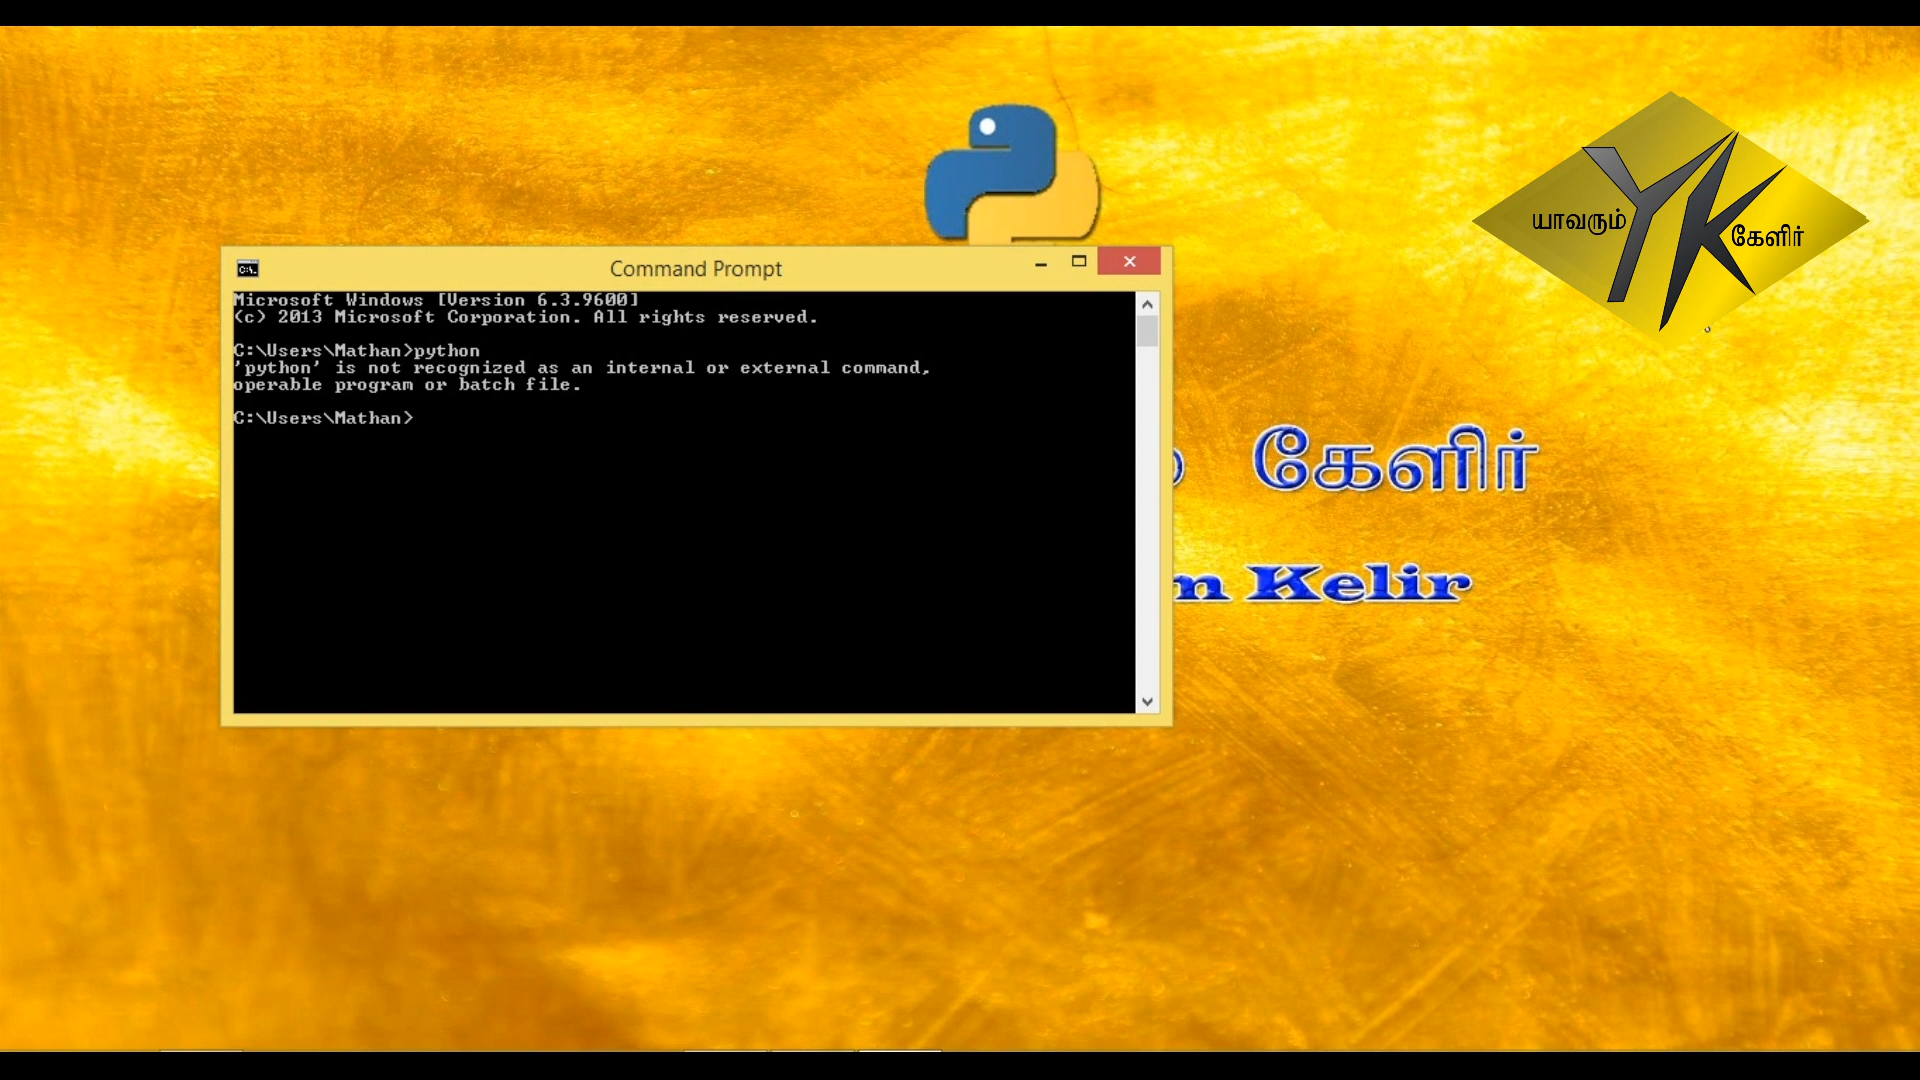 யாவரும்
YK
கேளிர்
Command Prompt
Microsoft Windows [Version 6.3.9600]
(c) 2013 Microsoft Corporation. All rights reserved.
C:\Users\Mathan>python
'python' is not recognized as an internal or external command,
operable program or batch file.
C:\Users\Mathan>
கேளிர்
Kelir